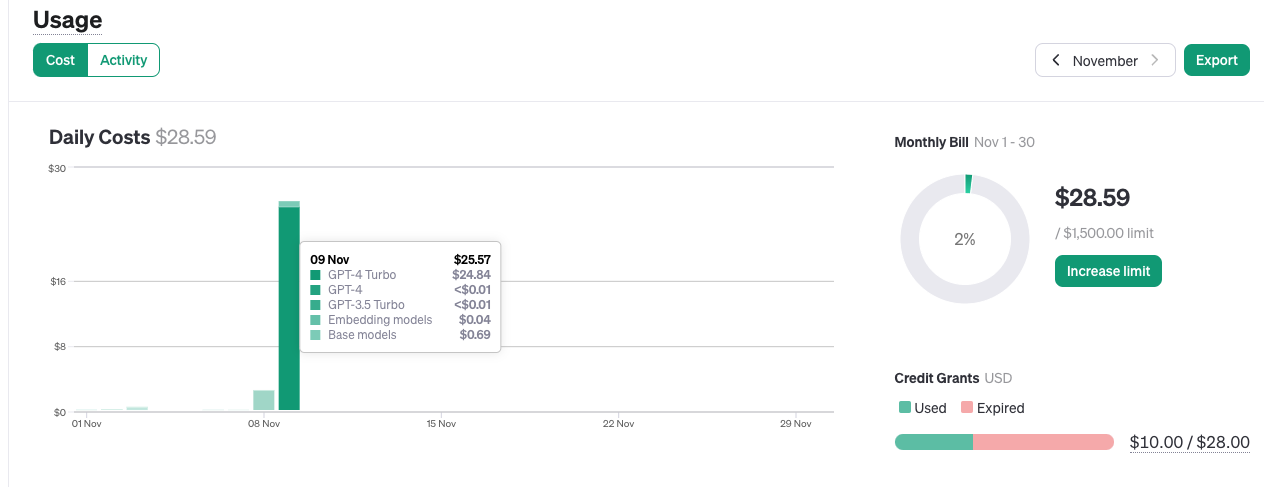 Usage
Cost Activity
November Export
Daily Costs $28.59
$30
$16
$8
$0
01 Nov 08 Nov 15 Nov 22 Nov 29 Nov
09 Nov $25.57
GPT-4 Turbo $24.84
GPT-4 <$0.01
GPT-3.5 Turbo <$0.01
Embedding models $0.04
Base models $0.69
Monthly Bill Nov 1 - 30
2%
$28.59
/ $1,500.00 limit
Increase limit
Credit Grants USD
Used Expired
$10.00 / $28.00